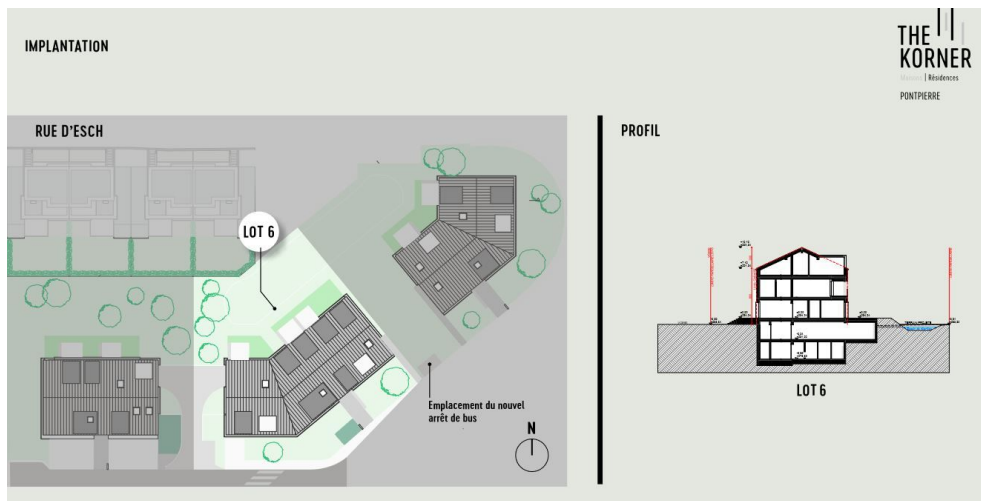 IMPLANTATION
THE
KORNER
Maisons | Résidences
PONTPIERRE
RUE D'ESCH
PROFIL
LOT 6
Emplacement du nouvel
arrêt de bus
N
LOT 6